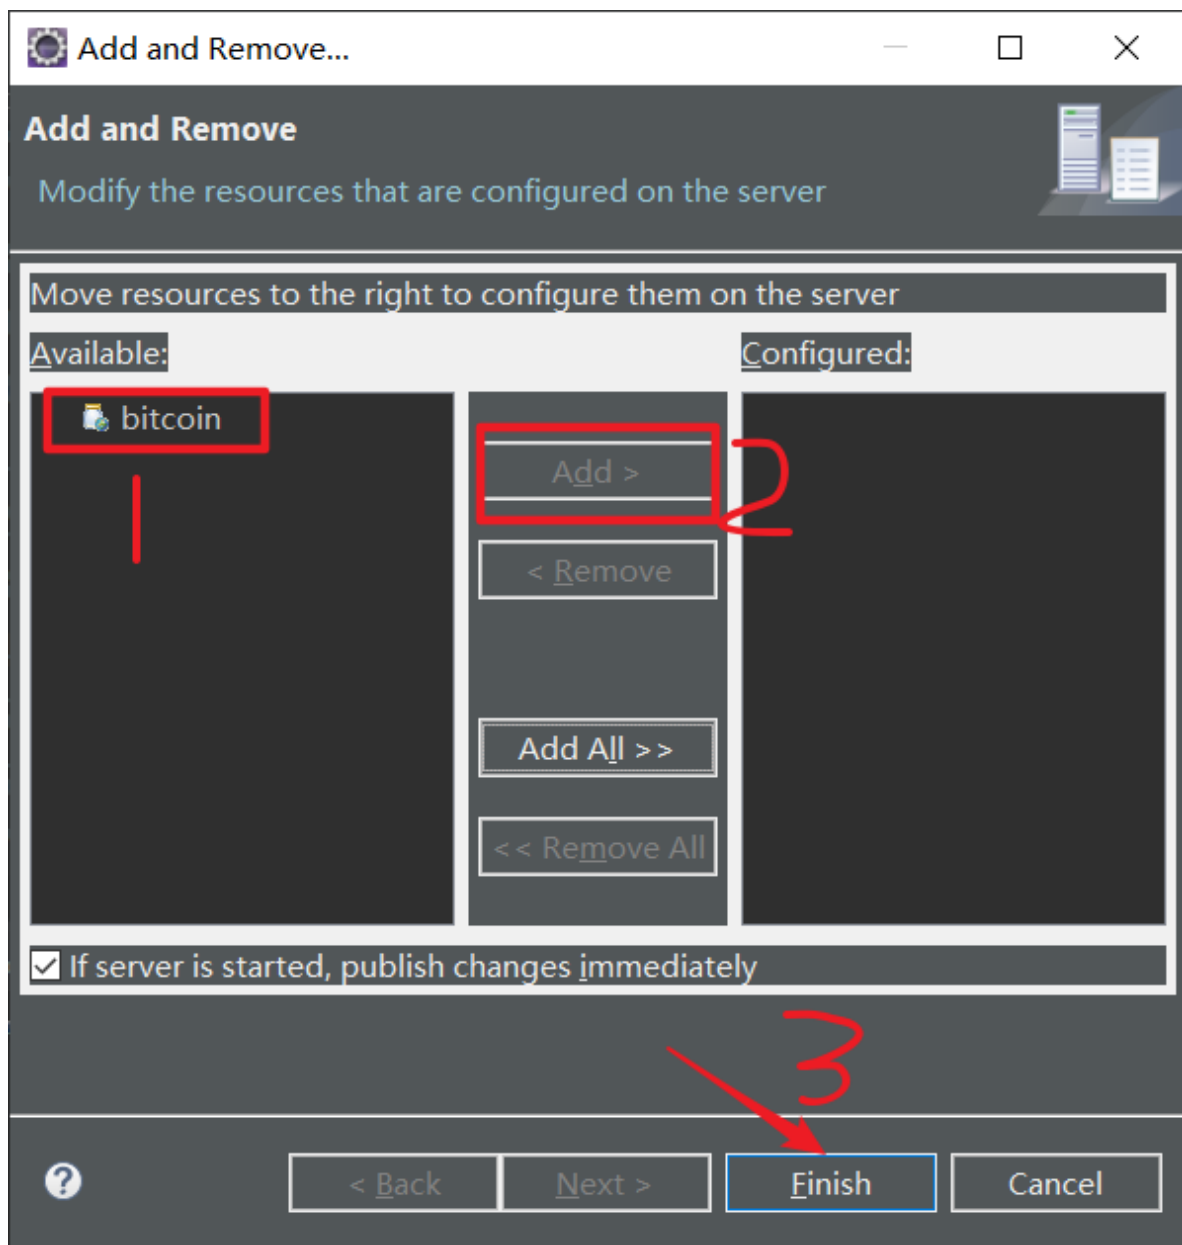 Add and Remove...
Add and Remove
Modify the resources that are configured on the server
Move resources to the right to configure them on the server
Available:
Configured:
bitcoin
1
Add >
2
< Remove
Add All >>
<< Remove All
If server is started, publish changes immediately
3
?
< Back
Next >
Finish
Cancel